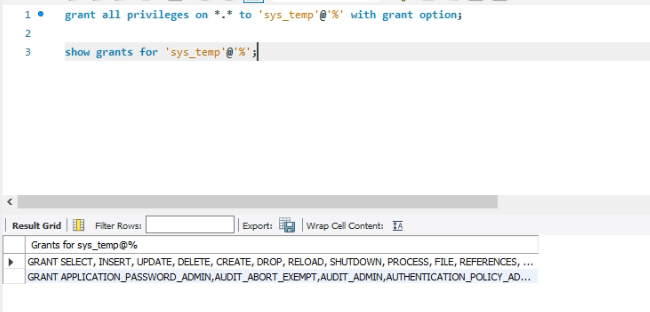 1 grant all privileges on *.* to 'sys_temp'@'%' with grant option;
2
3 show grants for 'sys_temp'@'%';
Result Grid Filter Rows: Export: Wrap Cell Content:
Grants for sys_temp@%
GRANT SELECT, INSERT, UPDATE, DELETE, CREATE, DROP, RELOAD, SHUTDOWN, PROCESS, FILE, REFERENCES, ...
GRANT APPLICATION_PASSWORD_ADMIN,AUDIT_ABORT_EXEMPT,AUDIT_ADMIN,AUTHENTICATION_POLICY_AD...